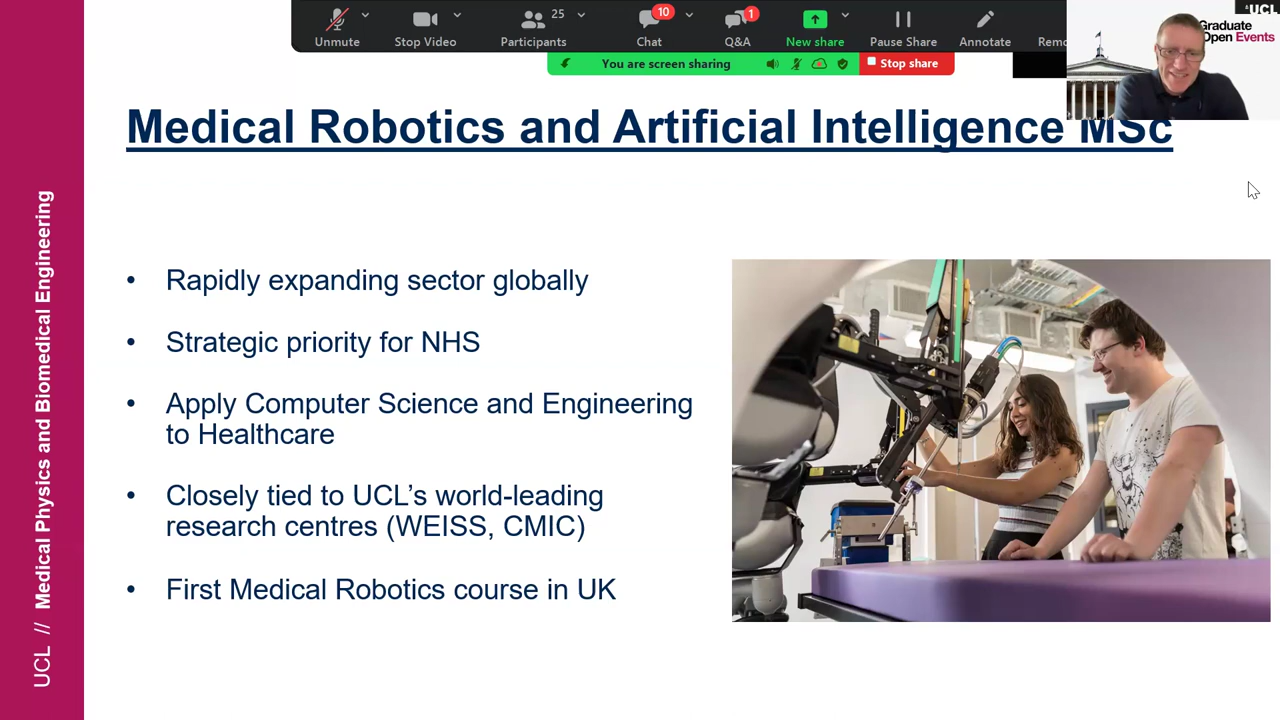 25
10
1
Unmute
Stop Video
Participants
Chat
Q&A
New share
Pause Share
Annotate
You are screen sharing
Stop share
UCL
Graduate
Open Events
Medical Robotics and Artificial Intelligence MSc
• Rapidly expanding sector globally
• Strategic priority for NHS
• Apply Computer Science and Engineering
to Healthcare
• Closely tied to UCL’s world-leading
research centres (WEISS, CMIC)
• First Medical Robotics course in UK
UCL // Medical Physics and Biomedical Engineering